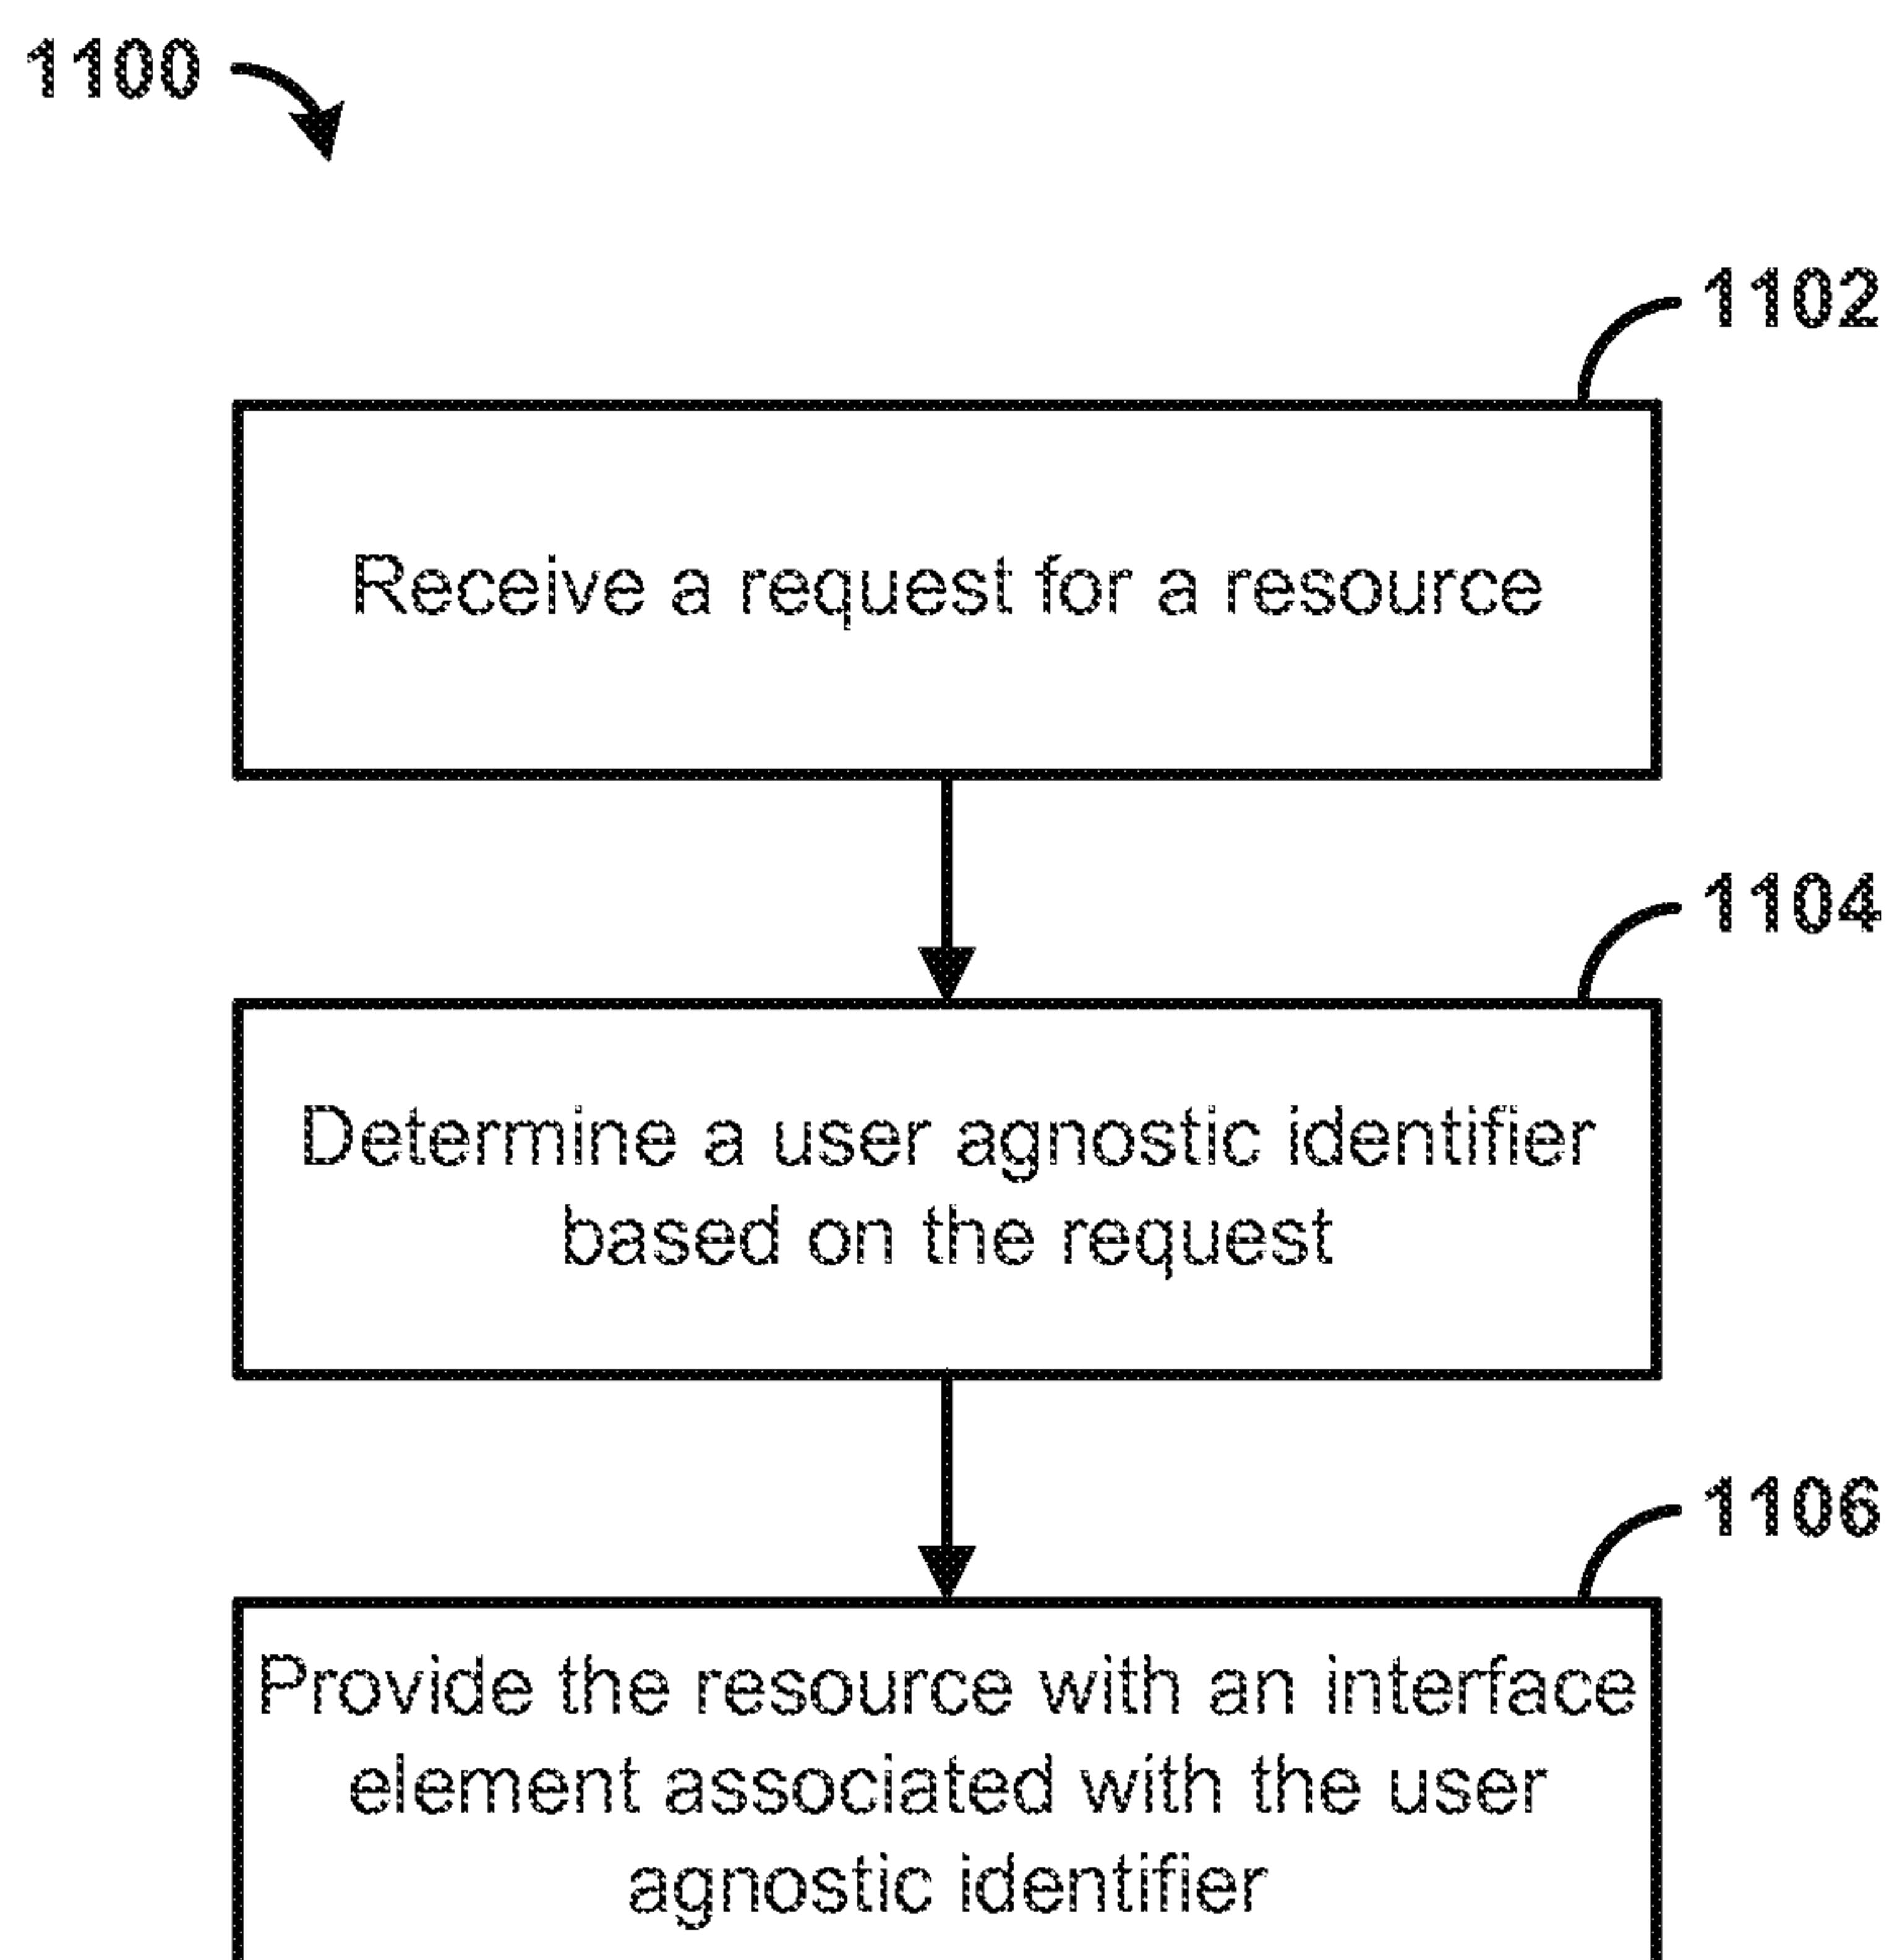 1100
1102
Receive a request for a resource
1104
Determine a user agnostic identifier
based on the request
1106
Provide the resource with an interface
element associated with the user
agnostic identifier